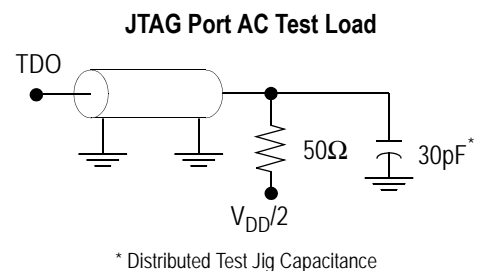 JTAG Port AC Test Load
TDO
50Ω
30pF*
VDD/2
* Distributed Test Jig Capacitance